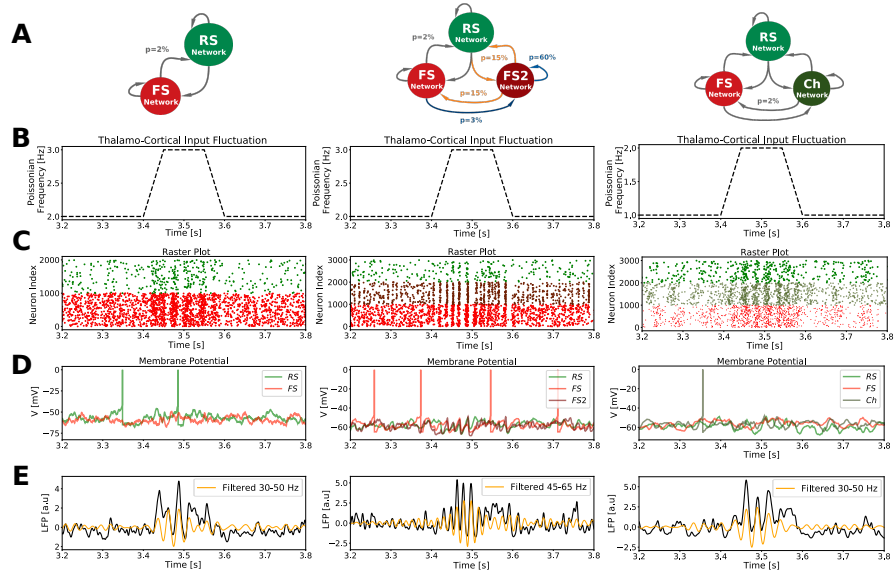 A
RS
Network
p=2%
FS
Network
RS
Network
p=2%
p=15%
p=60%
FS
Network
FS2
Network
p=15%
p=3%
RS
Network
FS
Network
Ch
Network
p=2%
B
Thalamo-Cortical Input Fluctuation
Poissonian
Frequency [Hz]
3.0
2.5
2.0
3.2 3.3 3.4 3.5 3.6 3.7 3.8
Time [s]
Thalamo-Cortical Input Fluctuation
Poissonian
Frequency [Hz]
3.0
2.5
2.0
3.2 3.3 3.4 3.5 3.6 3.7 3.8
Time [s]
Thalamo-Cortical Input Fluctuation
Poissonian
Frequency [Hz]
2.0
1.5
1.0
3.2 3.3 3.4 3.5 3.6 3.7 3.8
Time [s]
C
Raster Plot
Neuron Index
2000
1000
0
3.2 3.3 3.4 3.5 3.6 3.7 3.8
Time [s]
Raster Plot
Neuron Index
3000
2000
1000
0
3.2 3.3 3.4 3.5 3.6 3.7 3.8
Time [s]
Raster Plot
Neuron Index
3000
2000
1000
0
3.2 3.3 3.4 3.5 3.6 3.7 3.8
Time [s]
D
Membrane Potential
V [mV]
0
−25
−50
−75
RS
FS
3.2 3.3 3.4 3.5 3.6 3.7 3.8
Time [s]
Membrane Potential
V [mV]
0
−20
−40
−60
RS
FS
FS2
3.2 3.3 3.4 3.5 3.6 3.7 3.8
Time [s]
Membrane Potential
V [mV]
0
−20
−40
−60
RS
FS
Ch
3.2 3.3 3.4 3.5 3.6 3.7 3.8
Time [s]
E
LFP [a.u]
4
2
0
−2
Filtered 30-50 Hz
3.2 3.3 3.4 3.5 3.6 3.7 3.8
Time [s]
LFP [a.u]
5.0
2.5
0.0
−2.5
Filtered 45-65 Hz
3.2 3.3 3.4 3.5 3.6 3.7 3.8
Time [s]
LFP [a.u]
5.0
2.5
0.0
−2.5
Filtered 30-50 Hz
3.2 3.3 3.4 3.5 3.6 3.7 3.8
Time [s]